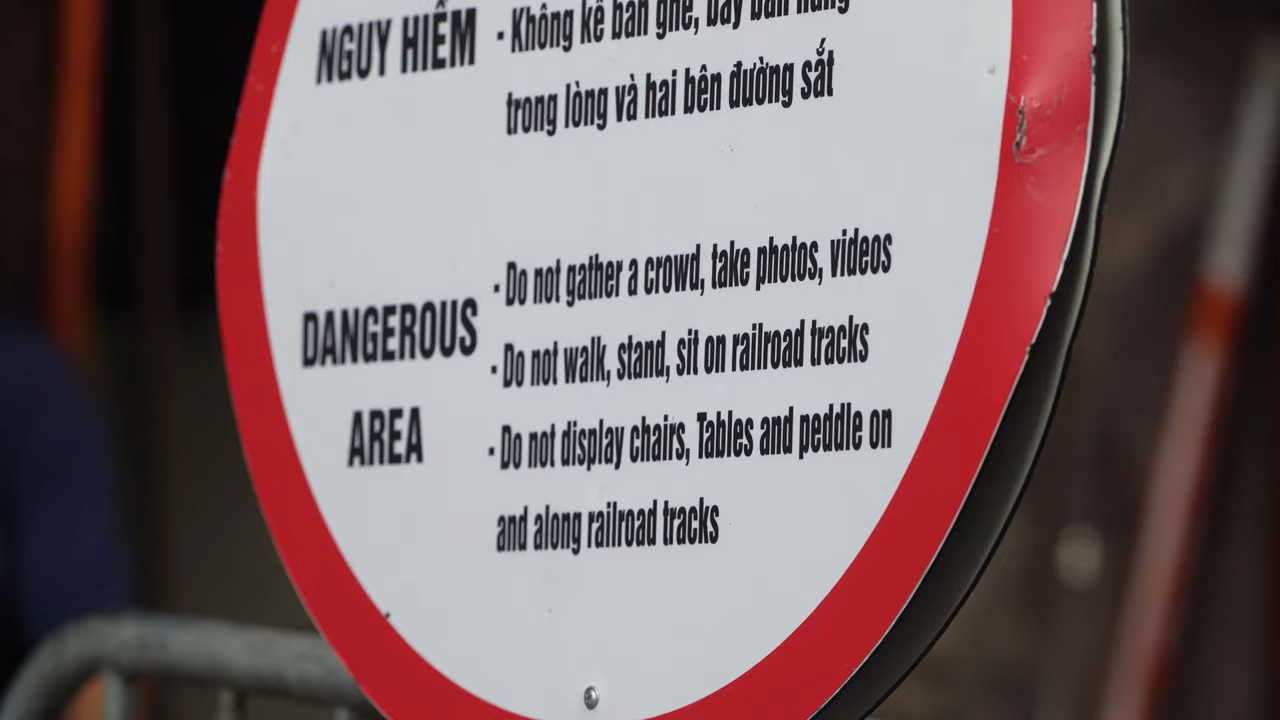 NGUY HIỂM
- Không kê bàn ghế, bày bán hàng
trong lòng và hai bên đường sắt
DANGEROUS
AREA
- Do not gather a crowd, take photos, videos
- Do not walk, stand, sit on railroad tracks
- Do not display chairs, Tables and peddle on
and along railroad tracks